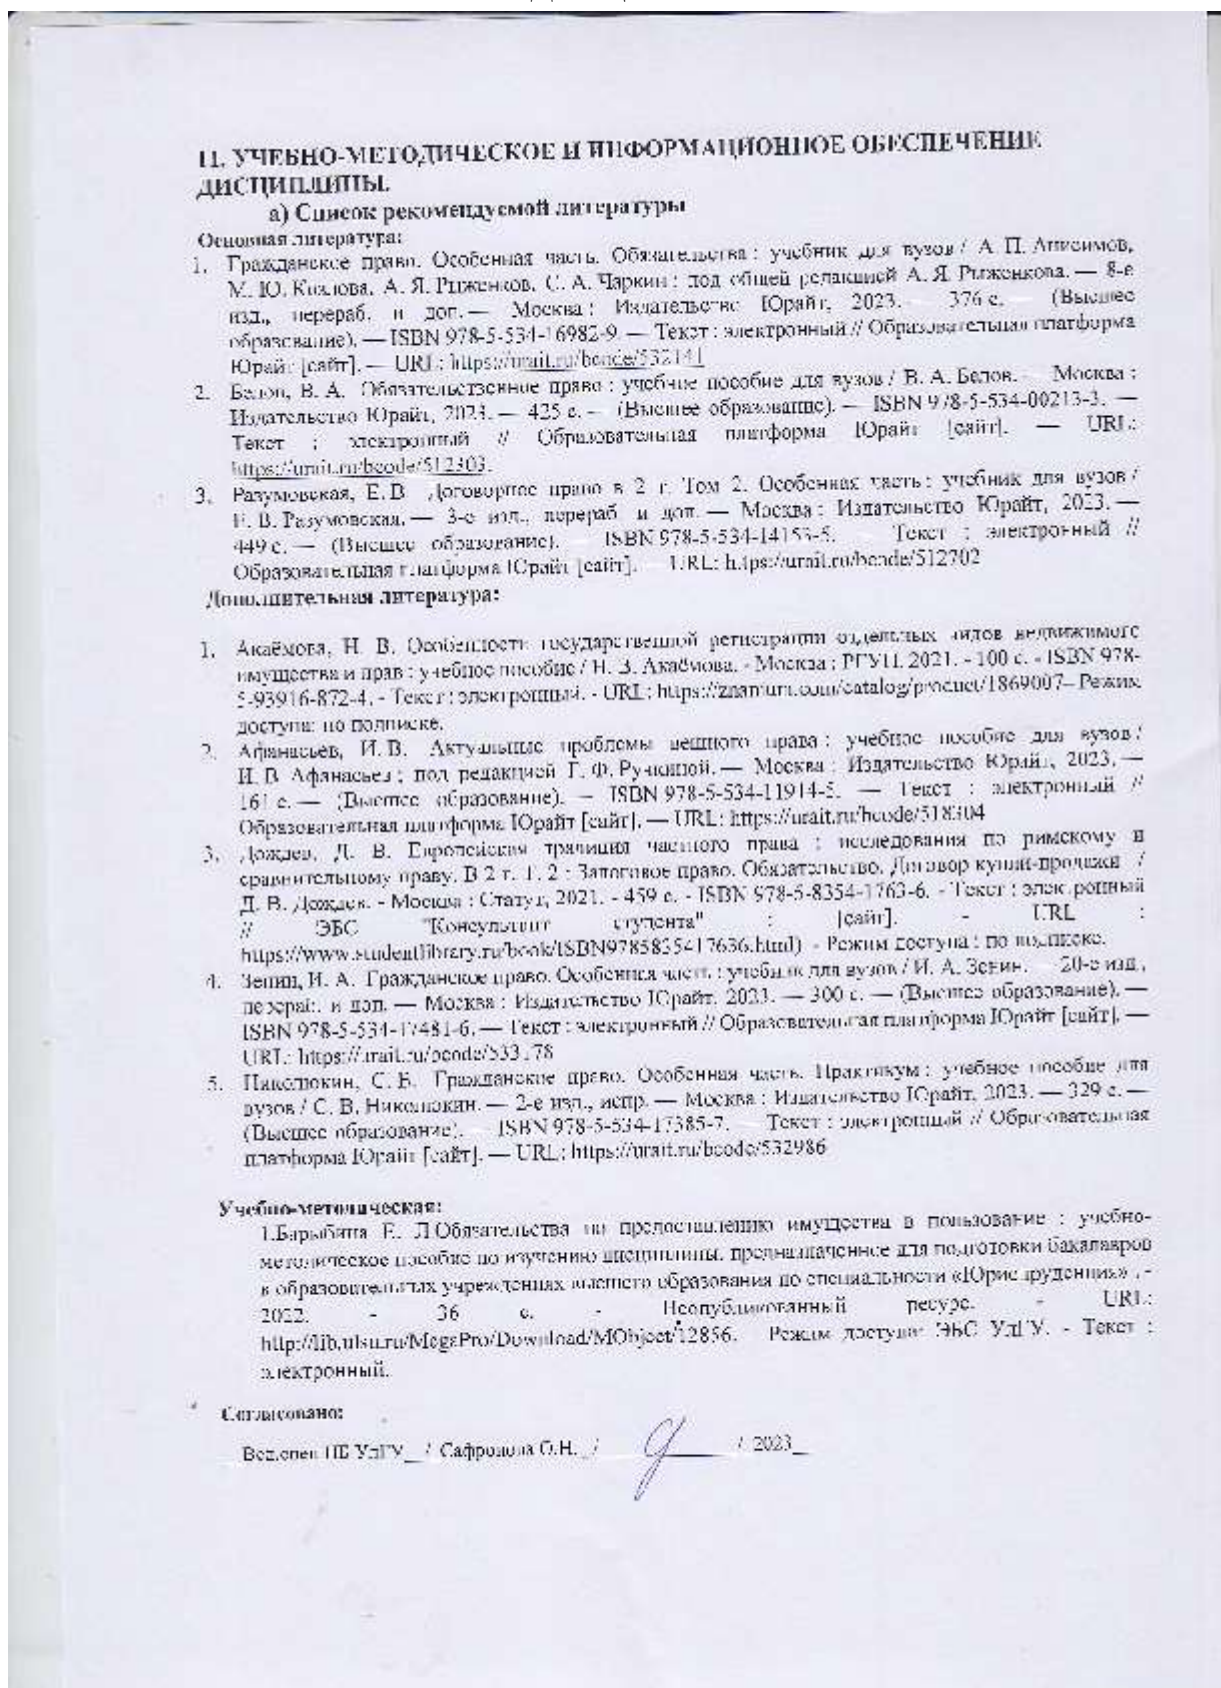 11. УЧЕБНО-МЕТОДИЧЕСКОЕ И ИНФОРМАЦИОННОЕ ОБЕСПЕЧЕНИЕ
ДИСЦИПЛИНЫ.
а) Список рекомендуемой литературы
Основная литература:
1. Гражданское право. Особенная часть. Обязательства : учебник для вузов / А. П. Анисимов,
М. Ю. Козлова, А. Я. Рыженков, С. А. Чаркин ; под общей редакцией А. Я. Рыженкова. — 8-е
изд., перераб. и доп. — Москва : Издательство Юрайт, 2023. — 376 с. — (Высшее
образование). — ISBN 978-5-534-16982-9. — Текст : электронный // Образовательная платформа
Юрайт [сайт]. — URL: https://urait.ru/bcode/532141
2. Белов, В. А. Обязательственное право : учебное пособие для вузов / В. А. Белов. — Москва :
Издательство Юрайт, 2023. — 425 с. — (Высшее образование). — ISBN 978-5-534-00213-3. —
Текст : электронный // Образовательная платформа Юрайт [сайт]. — URL:
https://urait.ru/bcode/512303.
3. Разумовская, Е. В. Договорное право в 2 т. Том 2. Особенная часть : учебник для вузов /
Е. В. Разумовская. — 3-е изд., перераб. и доп. — Москва : Издательство Юрайт, 2023. —
449 с. — (Высшее образование). — ISBN 978-5-534-14153-5. — Текст : электронный //
Образовательная платформа Юрайт [сайт]. — URL: https://urait.ru/bcode/512702
Дополнительная литература:
1. Акаёмова, Н. В. Особенности государственной регистрации отдельных видов недвижимого
имущества и прав : учебное пособие / Н. В. Акаёмова. - Москва : РГУП, 2021. - 100 с. - ISBN 978-
5-93916-872-4. - Текст : электронный. - URL: https://znanium.com/catalog/product/1869007– Режим
доступа: по подписке.
2. Афанасьев, И. В. Актуальные проблемы вещного права : учебное пособие для вузов /
И. В. Афанасьев ; под редакцией Г. Ф. Ручкиной. — Москва : Издательство Юрайт, 2023. —
161 с. — (Высшее образование). — ISBN 978-5-534-11914-5. — Текст : электронный //
Образовательная платформа Юрайт [сайт]. — URL: https://urait.ru/bcode/518304
3. Дождев, Д. В. Европейская традиция частного права : исследования по римскому и
сравнительному праву. В 2 т. Т. 2 : Залоговое право. Обязательство. Договор купли-продажи /
Д. В. Дождев. - Москва : Статут, 2021. - 459 с. - ISBN 978-5-8354-1763-6. - Текст : электронный
// ЭБС "Консультант студента" : [сайт]. - URL :
https://www.studentlibrary.ru/book/ISBN9785835417636.html) - Режим доступа : по подписке.
4. Зенин, И. А. Гражданское право. Особенная часть : учебник для вузов / И. А. Зенин. — 20-е изд.,
перераб. и доп. — Москва : Издательство Юрайт, 2023. — 300 с. — (Высшее образование). —
ISBN 978-5-534-17481-6. — Текст : электронный // Образовательная платформа Юрайт [сайт]. —
URL: https://urait.ru/bcode/533178
5. Николюкин, С. В. Гражданское право. Особенная часть. Практикум : учебное пособие для
вузов / С. В. Николюкин. — 2-е изд., испр. — Москва : Издательство Юрайт, 2023. — 329 с. —
(Высшее образование). — ISBN 978-5-534-17385-7. — Текст : электронный // Образовательная
платформа Юрайт [сайт]. — URL: https://urait.ru/bcode/532986
Учебно-методическая:
1.Барыбина Е. Л.Обязательства по предоставлению имущества в пользование : учебно-
методическое пособие по изучению дисциплины, предназначенное для подготовки бакалавров
в образовательных учреждениях высшего образования по специальности «Юриспруденция» . -
2022. - 36 с. - Неопубликованный ресурс. - URL:
http://lib.ulsu.ru/MegaPro/Download/MObject/12856. - Режим доступа: ЭБС УлГУ. - Текст :
электронный.
Согласовано:
Вед.спец НБ УлГУ_ / Сафронова О.Н. _/ ______ / 2023_